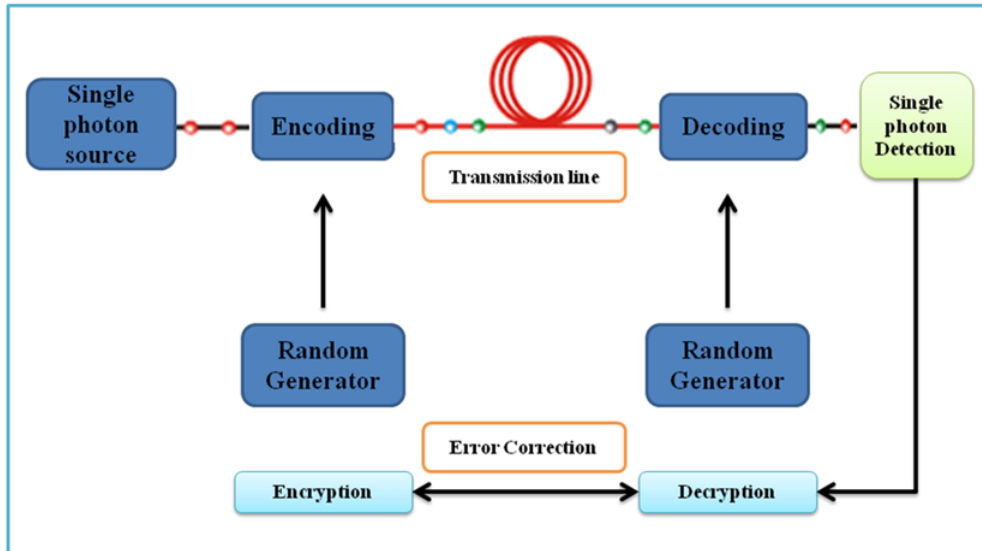 Single
photon
source
Encoding
Decoding
Single
photon
Detection
Transmission line
Random
Generator
Random
Generator
Error Correction
Encryption
Decryption